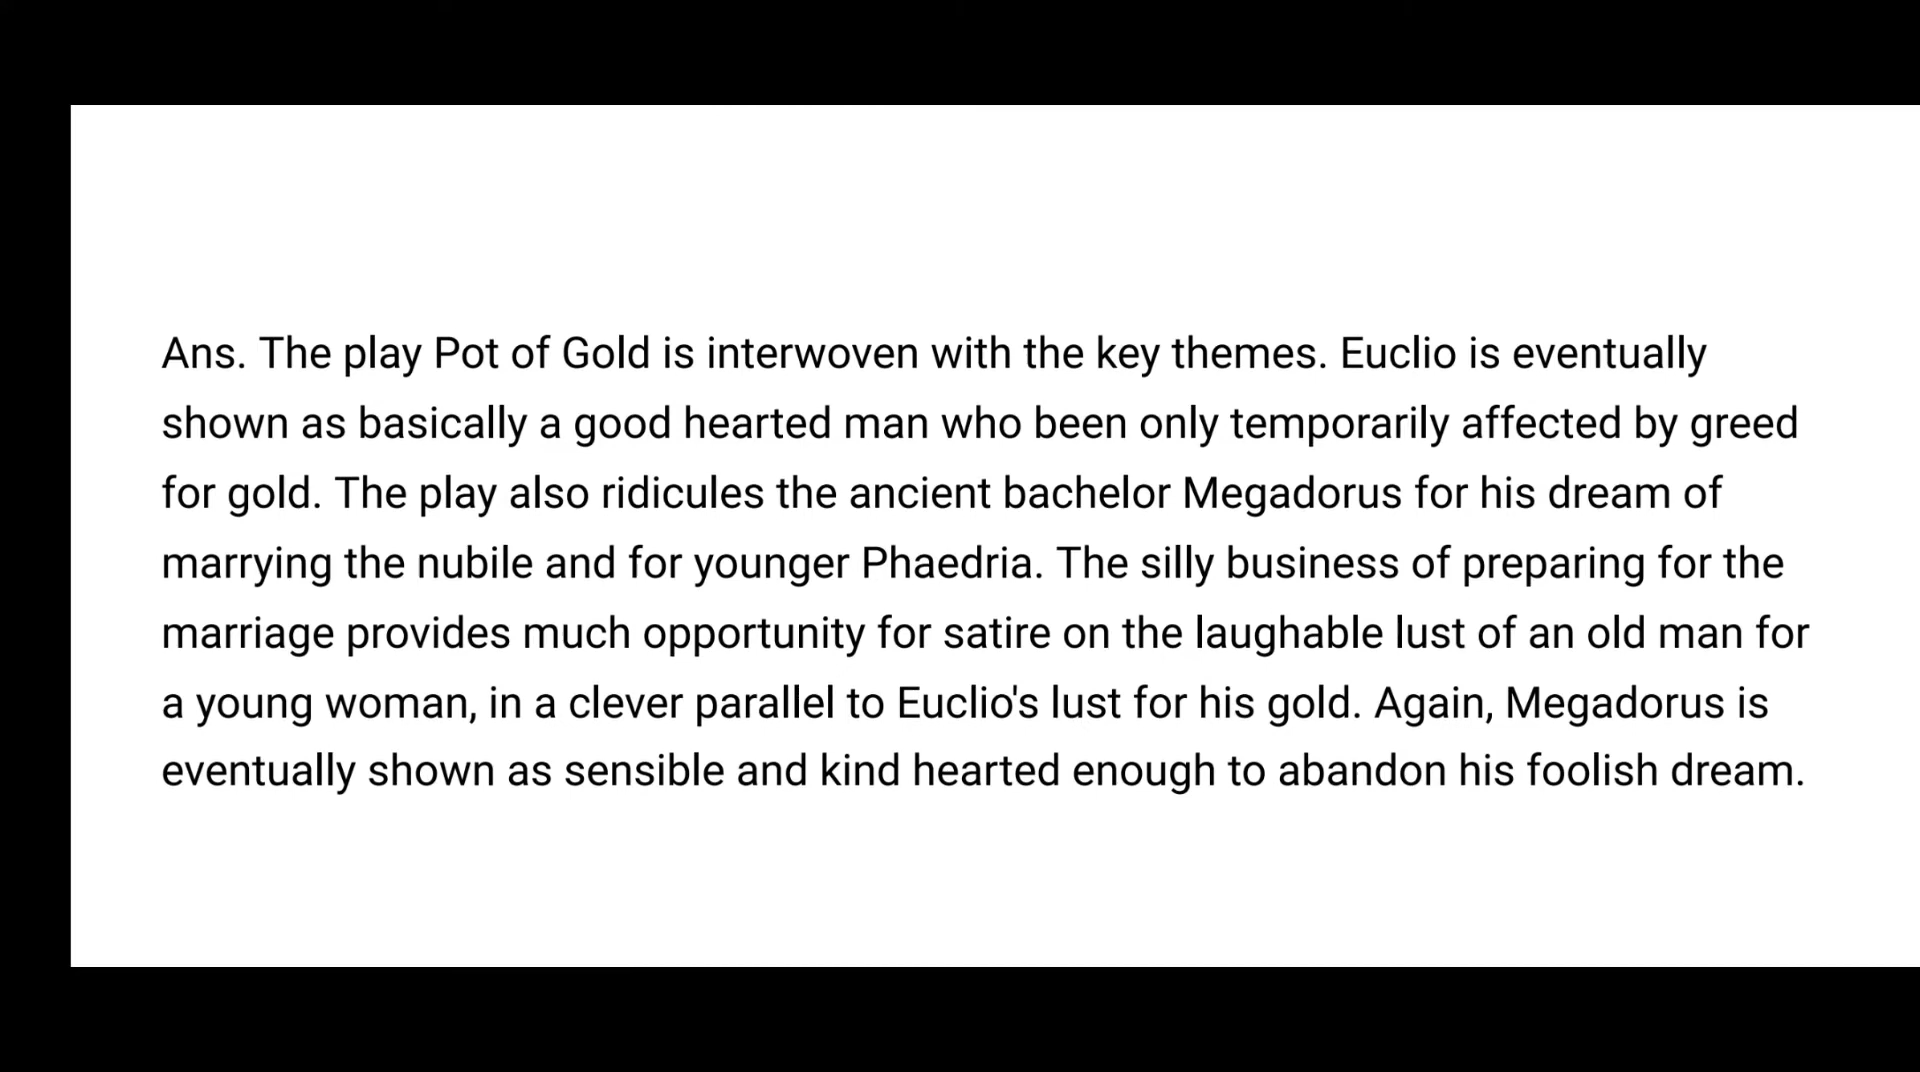 Ans. The play Pot of Gold is interwoven with the key themes. Euclio is eventually
shown as basically a good hearted man who been only temporarily affected by greed
for gold. The play also ridicules the ancient bachelor Megadorus for his dream of
marrying the nubile and for younger Phaedria. The silly business of preparing for the
marriage provides much opportunity for satire on the laughable lust of an old man for
a young woman, in a clever parallel to Euclio's lust for his gold. Again, Megadorus is
eventually shown as sensible and kind hearted enough to abandon his foolish dream.